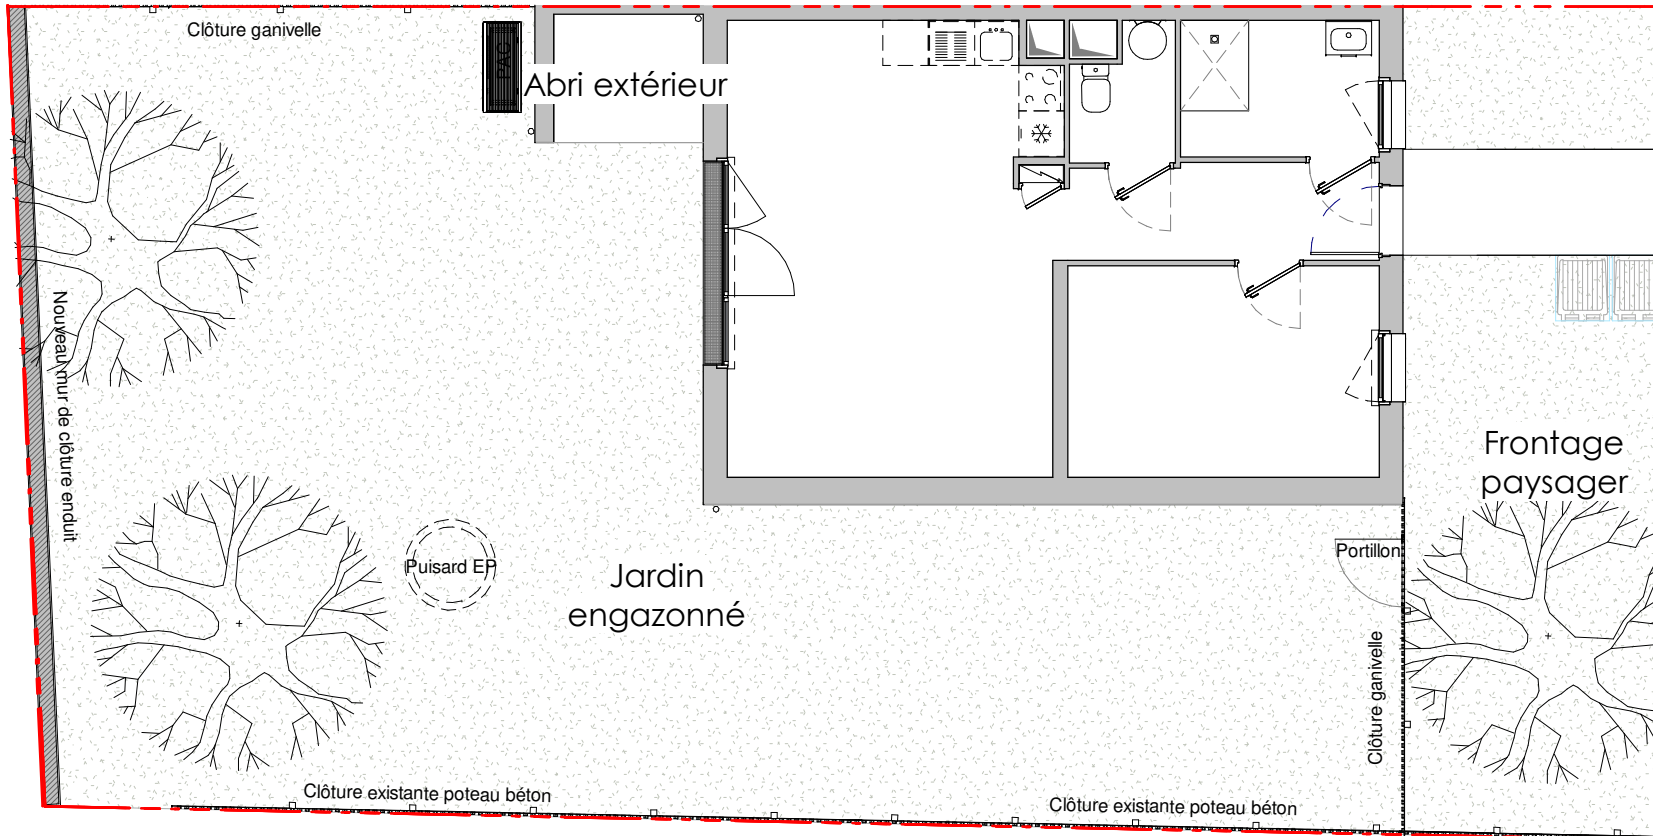 Clôture ganivelle
PAC
Abri extérieur
Nouveau mur de clôture enduit
Frontage
paysager
Portillon
Puisard EP
Jardin
engazonné
Clôture ganivelle
Clôture existante poteau béton
Clôture existante poteau béton